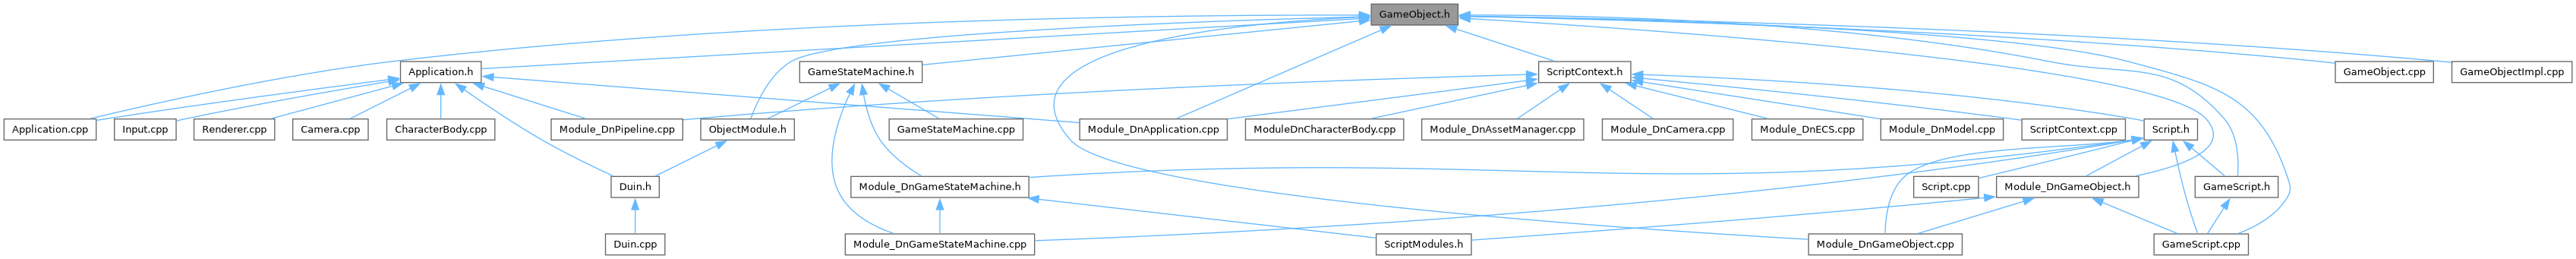 GameObject.h
Application.h
GameStateMachine.h
ScriptContext.h
GameObject.cpp
GameObjectImpl.cpp
Application.cpp
Input.cpp
Renderer.cpp
Camera.cpp
CharacterBody.cpp
Module_DnPipeline.cpp
ObjectModule.h
GameStateMachine.cpp
Module_DnApplication.cpp
ModuleDnCharacterBody.cpp
Module_DnAssetManager.cpp
Module_DnCamera.cpp
Module_DnECS.cpp
Module_DnModel.cpp
ScriptContext.cpp
Script.h
Duin.h
Module_DnGameStateMachine.h
Script.cpp
Module_DnGameObject.h
GameScript.h
Duin.cpp
Module_DnGameStateMachine.cpp
ScriptModules.h
Module_DnGameObject.cpp
GameScript.cpp